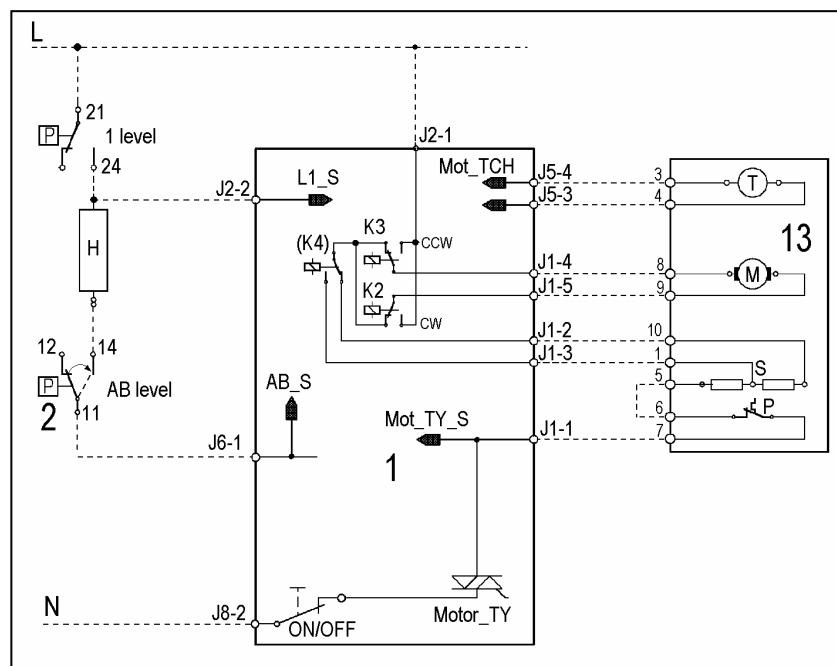 L
21
P
1 level
24
J2-1
J2-2
L1_S
Mot_TCH
J5-4
3
T
J5-3
4
13
H
(K4)
K3
CCW
J1-4
8
M
K2
J1-5
9
CW
J1-2
10
J1-3
1
12
14
P
AB level
2
11
AB_S
5
S
6
P
Mot_TY_S
J6-1
1
J1-1
7
N
J8-2
ON/OFF
Motor_TY